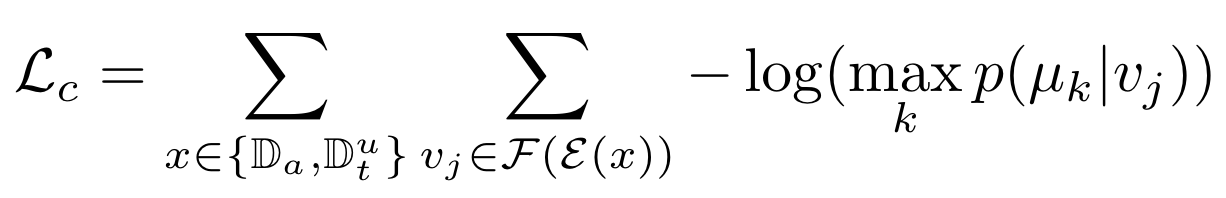 $\mathcal{L}_c = \sum_{x \in \{\mathbb{D}_a, \mathbb{D}_t^u\}} \sum_{v_j \in \mathcal{F}(\mathcal{E}(x))} -\log(\max_k p(\mu_k | v_j))$